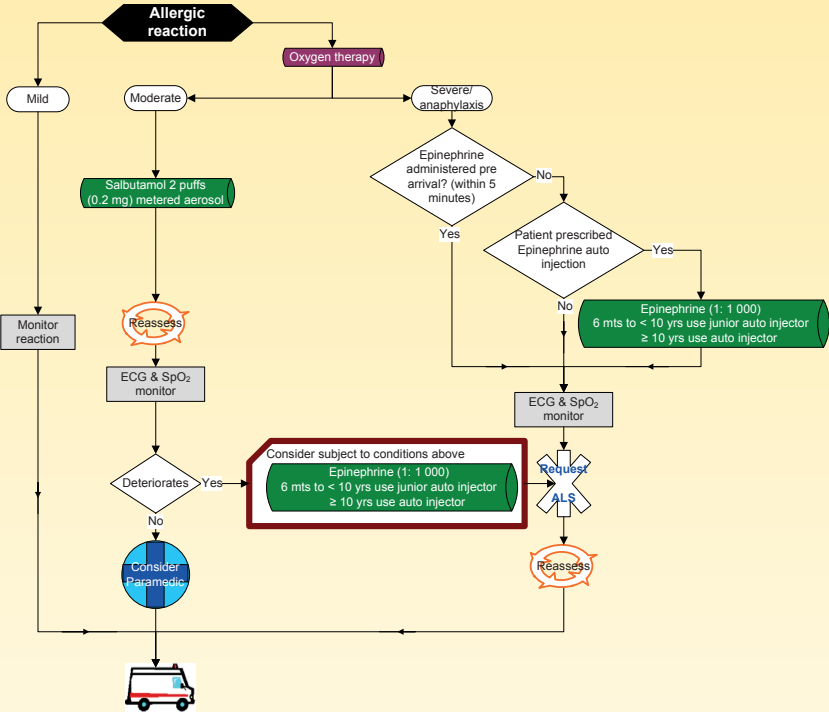 Allergic
reaction
Oxygen therapy
Mild
Moderate
Severe/
anaphylaxis
Epinephrine
administered pre
arrival? (within 5
minutes)
No
Yes
Salbutamol 2 puffs
(0.2 mg) metered aerosol
Patient prescribed
Epinephrine auto
injection
Yes
No
Epinephrine (1: 1 000)
6 mts to < 10 yrs use junior auto injector
≥ 10 yrs use auto injector
Monitor
reaction
Reassess
ECG & SpO₂
monitor
ECG & SpO₂
monitor
Consider subject to conditions above
Epinephrine (1: 1 000)
6 mts to < 10 yrs use junior auto injector
≥ 10 yrs use auto injector
Deteriorates
Yes
No
Request
ALS
Consider
Paramedic
Reassess